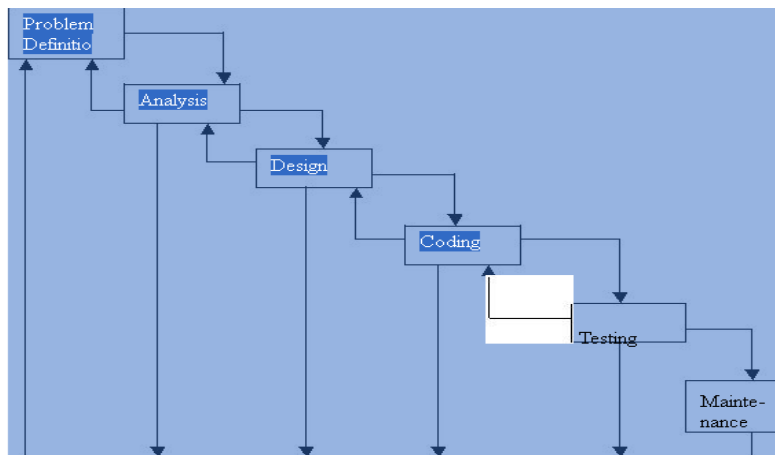 Problem
Definitio
Analysis
Design
Coding
Testing
Mainte-
nance